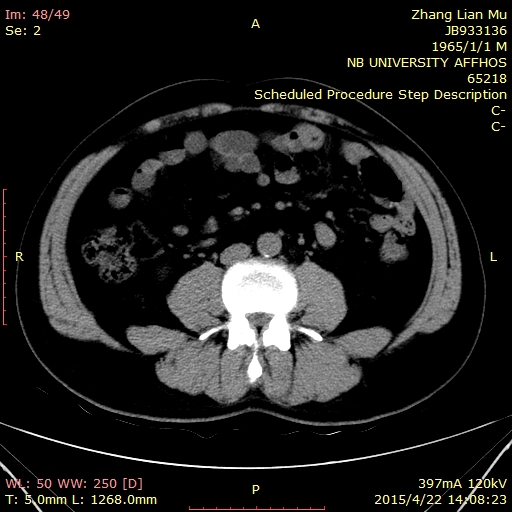 Im: 48/49
Se: 2
A
Zhang Lian Mu
JB933136
1965/1/1 M
NB UNIVERSITY AFFHOS
65218
Scheduled Procedure Step Description
C-
C-
R
L
WL: 50 WW: 250 [D]
T: 5.0mm L: 1268.0mm
P
397mA 120kV
2015/4/22 14:08:23